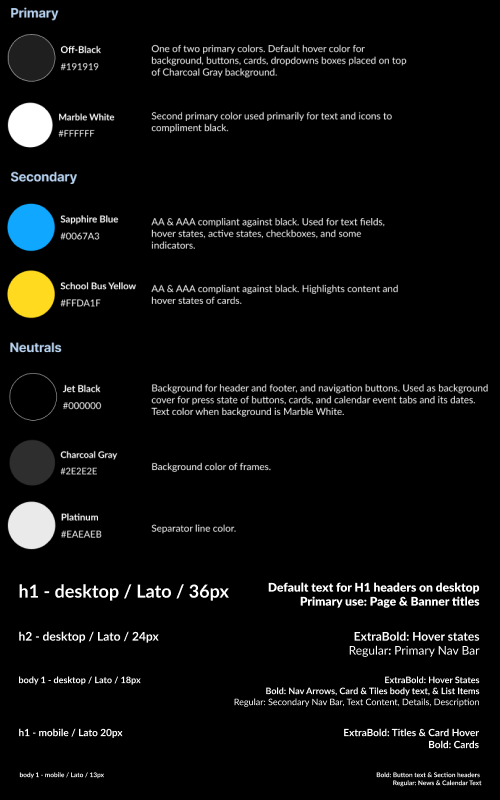 Primary
Off-Black
#191919
One of two primary colors. Default hover color for
background, buttons, cards, dropdowns boxes placed on top
of Charcoal Gray background.
Marble White
#FFFFFF
Second primary color used primarily for text and icons to
compliment black.
Secondary
Sapphire Blue
#0067A3
AA & AAA compliant against black. Used for text fields,
hover states, active states, checkboxes, and some
indicators.
School Bus Yellow
#FFDA1F
AA & AAA compliant against black. Highlights content and
hover states of cards.
Neutrals
Jet Black
#000000
Background for header and footer, and navigation buttons. Used as background
cover for press state of buttons, cards, and calendar event tabs and its dates.
Text color when background is Marble White.
Charcoal Gray
#2E2E2E
Background color of frames.
Platinum
#EAEAEB
Separator line color.
h1 - desktop / Lato / 36px
Default text for H1 headers on desktop
Primary use: Page & Banner titles
h2 - desktop / Lato / 24px
ExtraBold: Hover states
Regular: Primary Nav Bar
body 1 - desktop / Lato / 18px
ExtraBold: Hover States
Bold: Nav Arrows, Card & Tiles body text, & List Items
Regular: Secondary Nav Bar, Text Content, Details, Description
h1 - mobile / Lato 20px
ExtraBold: Titles & Card Hover
Bold: Cards
body 1 - mobile / Lato / 13px
Bold: Button text & Section headers
Regular: News & Calendar Text